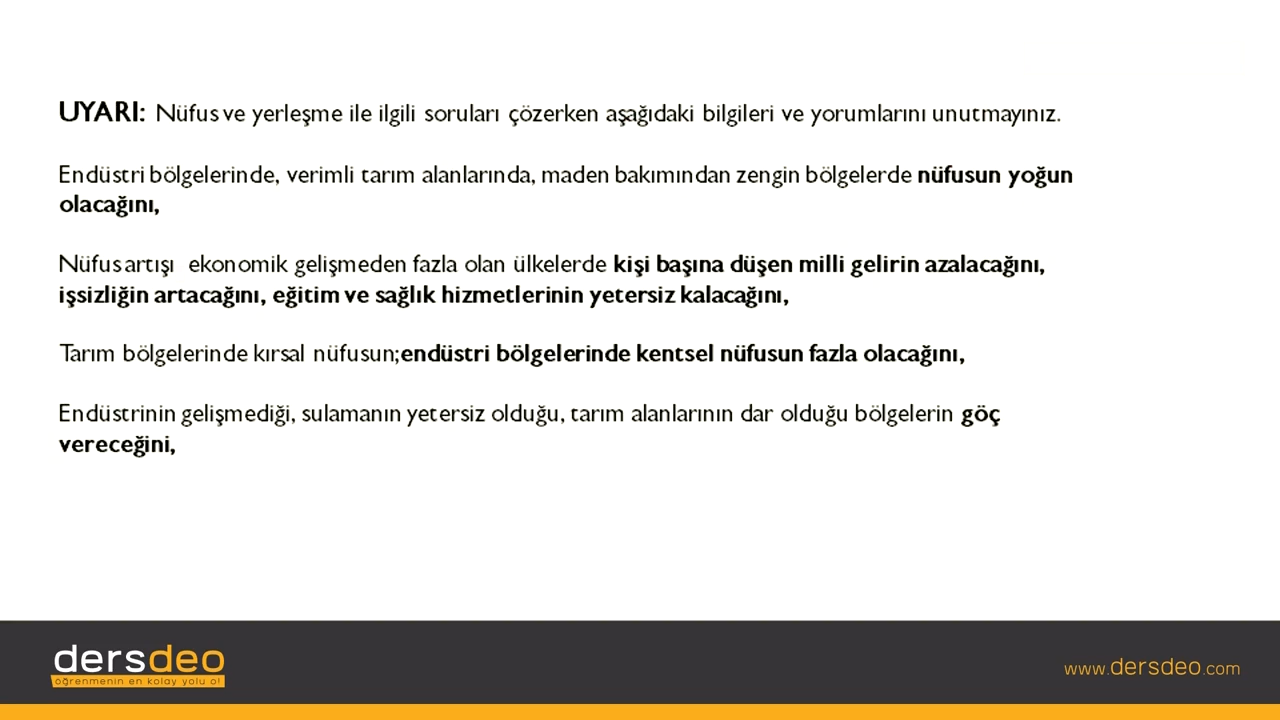 UYARI: Nüfus ve yerleşme ile ilgili soruları çözerken aşağıdaki bilgileri ve yorumlarını unutmayınız.
Endüstri bölgelerinde, verimli tarım alanlarında, maden bakımından zengin bölgelerde nüfusun yoğun
olacağını,
Nüfus artışı ekonomik gelişmeden fazla olan ülkelerde kişi başına düşen milli gelirin azalacağını,
işsizliğin artacağını, eğitim ve sağlık hizmetlerinin yetersiz kalacağını,
Tarım bölgelerinde kırsal nüfusun;endüstri bölgelerinde kentsel nüfusun fazla olacağını,
Endüstrinin gelişmediği, sulamanın yetersiz olduğu, tarım alanlarının dar olduğu bölgelerin göç
vereceğini,
dersdeo
öğrenmenin en kolay yolu o!
www.dersdeo.com